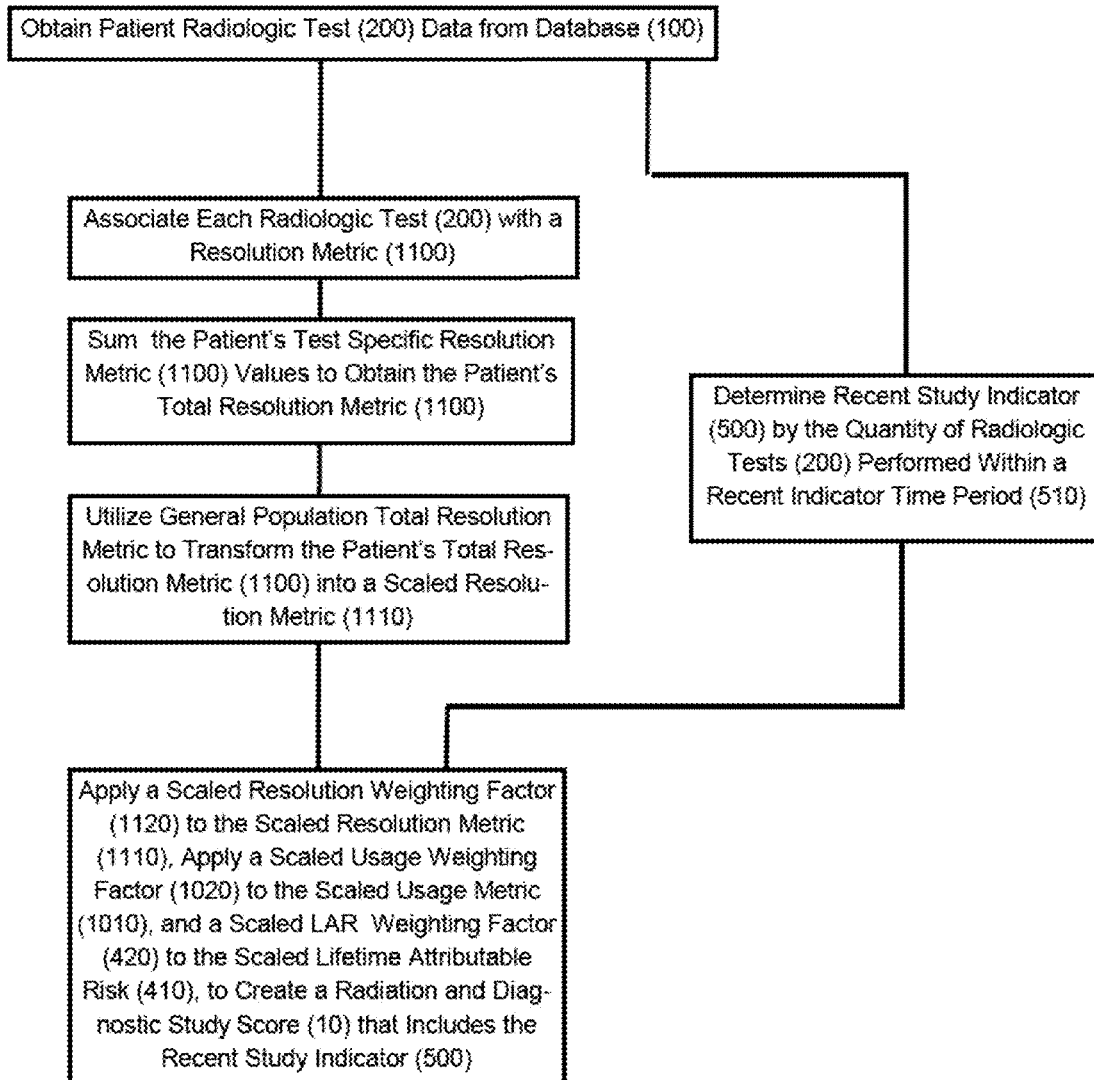 Obtain Patient Radiologic Test (200) Data from Database (100)
Associate Each Radiologic Test (200) with a
Resolution Metric (1100)
Sum the Patient's Test Specific Resolution
Metric (1100) Values to Obtain the Patient's
Total Resolution Metric (1100)
Utilize General Population Total Resolution
Metric to Transform the Patient's Total Res-
olution Metric (1100) into a Scaled Resolu-
tion Metric (1110)
Determine Recent Study Indicator
(500) by the Quantity of Radiologic
Tests (200) Performed Within a
Recent Indicator Time Period (510)
Apply a Scaled Resolution Weighting Factor
(1120) to the Scaled Resolution Metric
(1110), Apply a Scaled Usage Weighting
Factor (1020) to the Scaled Usage Metric
(1010), and a Scaled LAR Weighting Factor
(420) to the Scaled Lifetime Attributable
Risk (410), to Create a Radiation and Diag-
nostic Study Score (10) that Includes the
Recent Study Indicator (500)